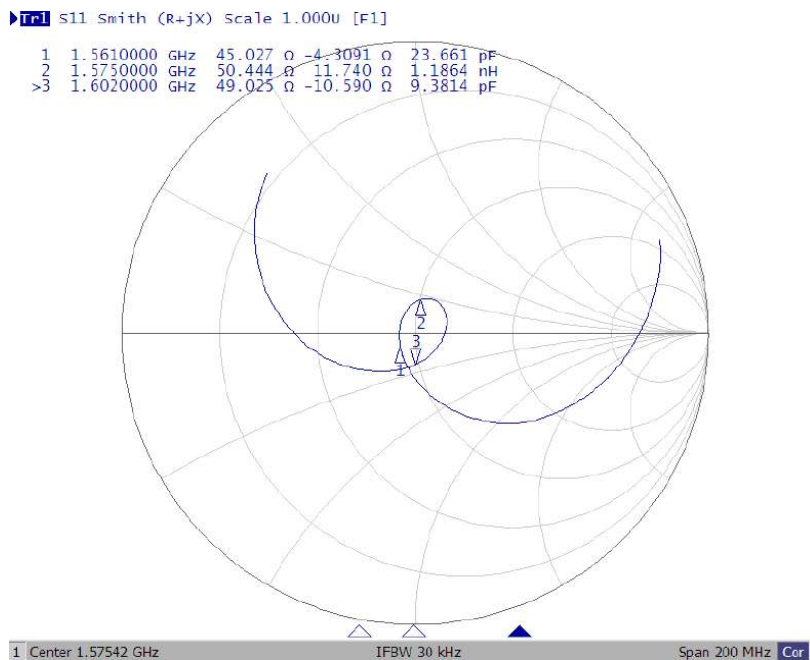 Tr1 S11 Smith (R+jX) Scale 1.000U [F1]
1 1.5610000 GHz 45.027 Ω -4.3091 Ω 23.661 pF
2 1.5750000 GHz 50.444 Ω 11.740 Ω 1.1864 nH
>3 1.6020000 GHz 49.025 Ω -10.590 Ω 9.3814 pF
2
3
1
1 Center 1.57542 GHz IFBW 30 kHz Span 200 MHz Cor